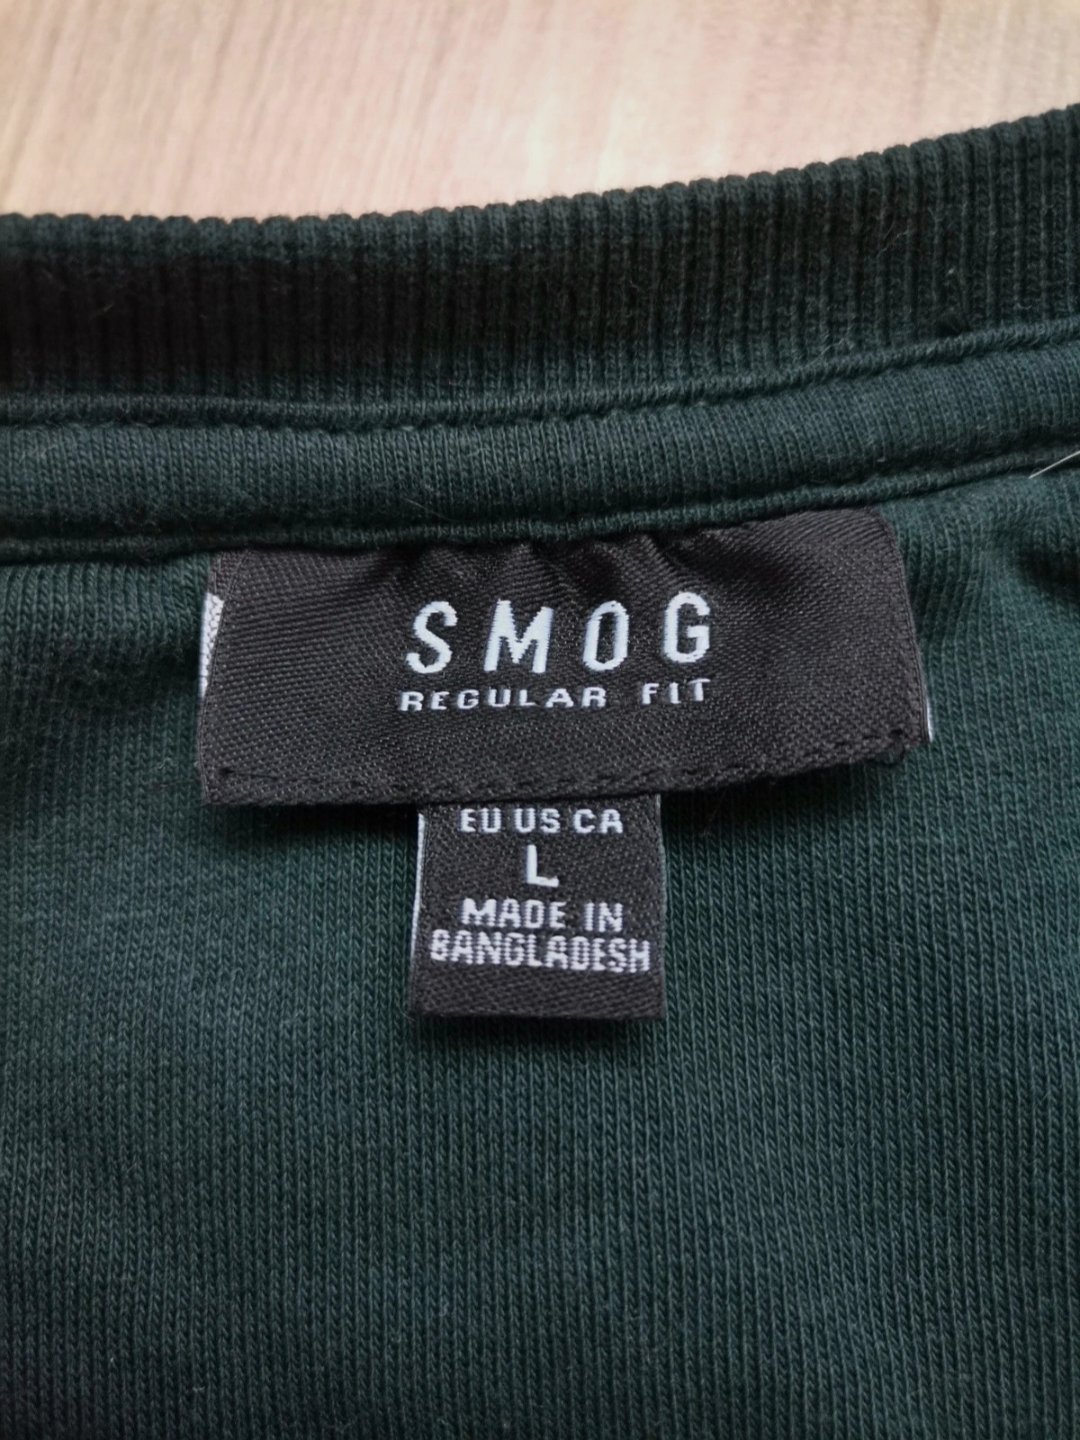 SMOG
REGULAR FIT
EU US CA
L
MADE IN
BANGLADESH